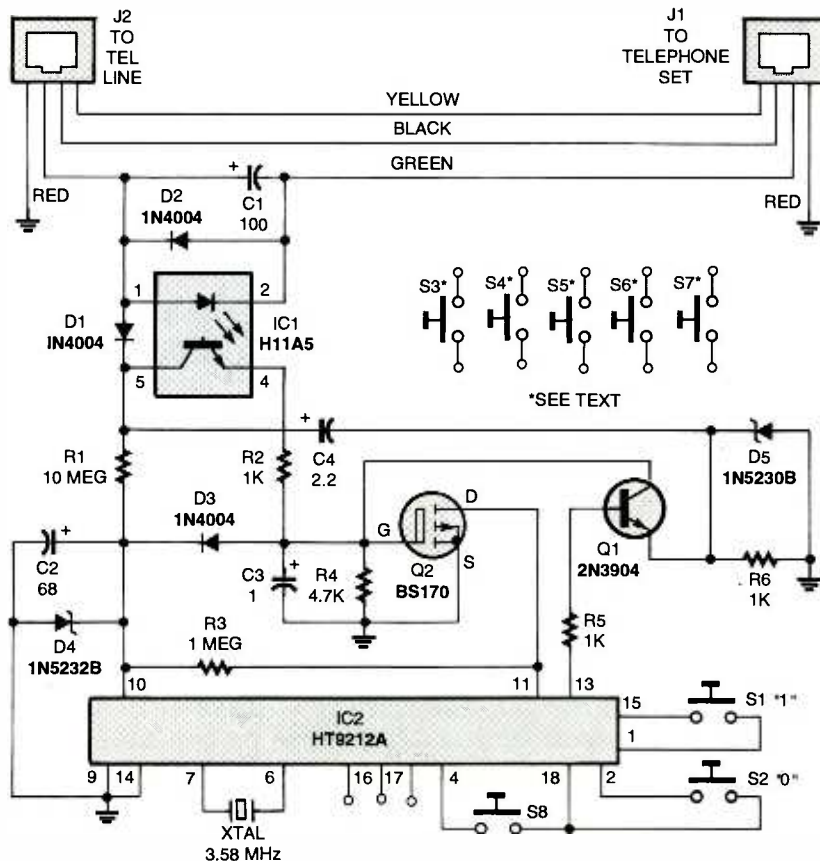 J2
TO
TEL
LINE
J1
TO
TELEPHONE
SET
YELLOW
BLACK
GREEN
RED
RED
+
C1
100
D2
1N4004
1
2
IC1
H11A5
D1
IN4004
5
4
S3*
S4*
S5*
S6*
S7*
*SEE TEXT
+
C4
2.2
D5
1N5230B
R1
10 MEG
R2
1K
D3
1N4004
G
D
S
Q2
BS170
Q1
2N3904
R6
1K
+
C2
68
C3
1
+
R4
4.7K
R5
1K
D4
1N5232B
R3
1 MEG
10
11
13
IC2
HT9212A
15
1
S1 "1"
9
14
7
6
16
17
4
18
2
S2 "0"
S8
XTAL
3.58 MHz